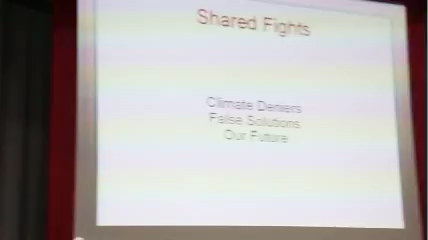 Shared Fights
Climate Deniers
False Solutions
Our Future